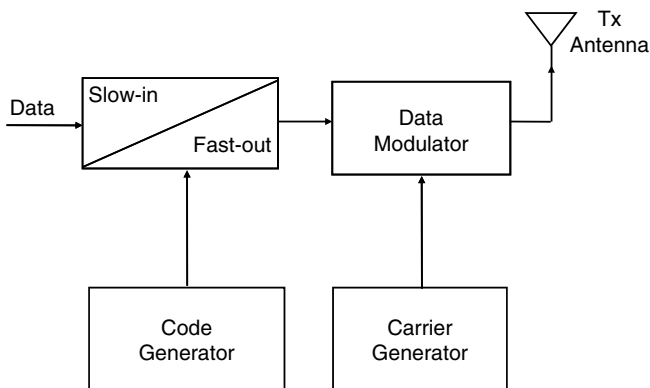 Tx
Antenna
Slow-in
Data
Fast-out
Data
Modulator
Code
Generator
Carrier
Generator